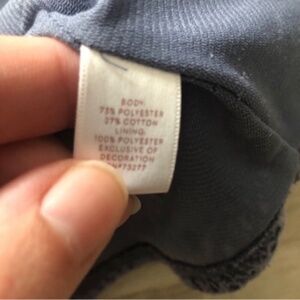 BODY:
73% POLYESTER
27% COTTON
LINING:
100% POLYESTER
EXCLUSIVE OF
DECORATION